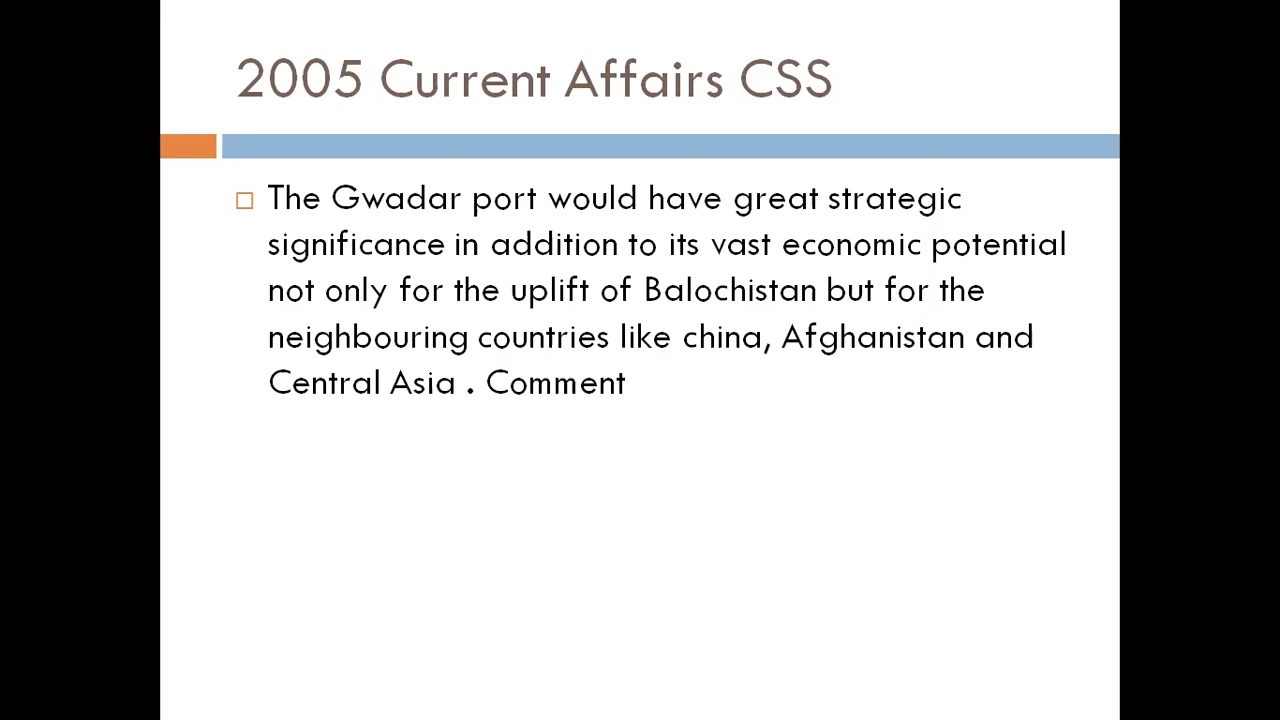 2005 Current Affairs CSS
The Gwadar port would have great strategic
significance in addition to its vast economic potential
not only for the uplift of Balochistan but for the
neighbouring countries like china, Afghanistan and
Central Asia . Comment